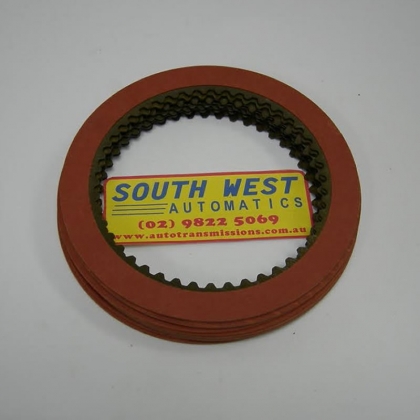 SOUTH WEST
AUTOMATICS
(02) 9822 5069
www.autotransmissions.com.au